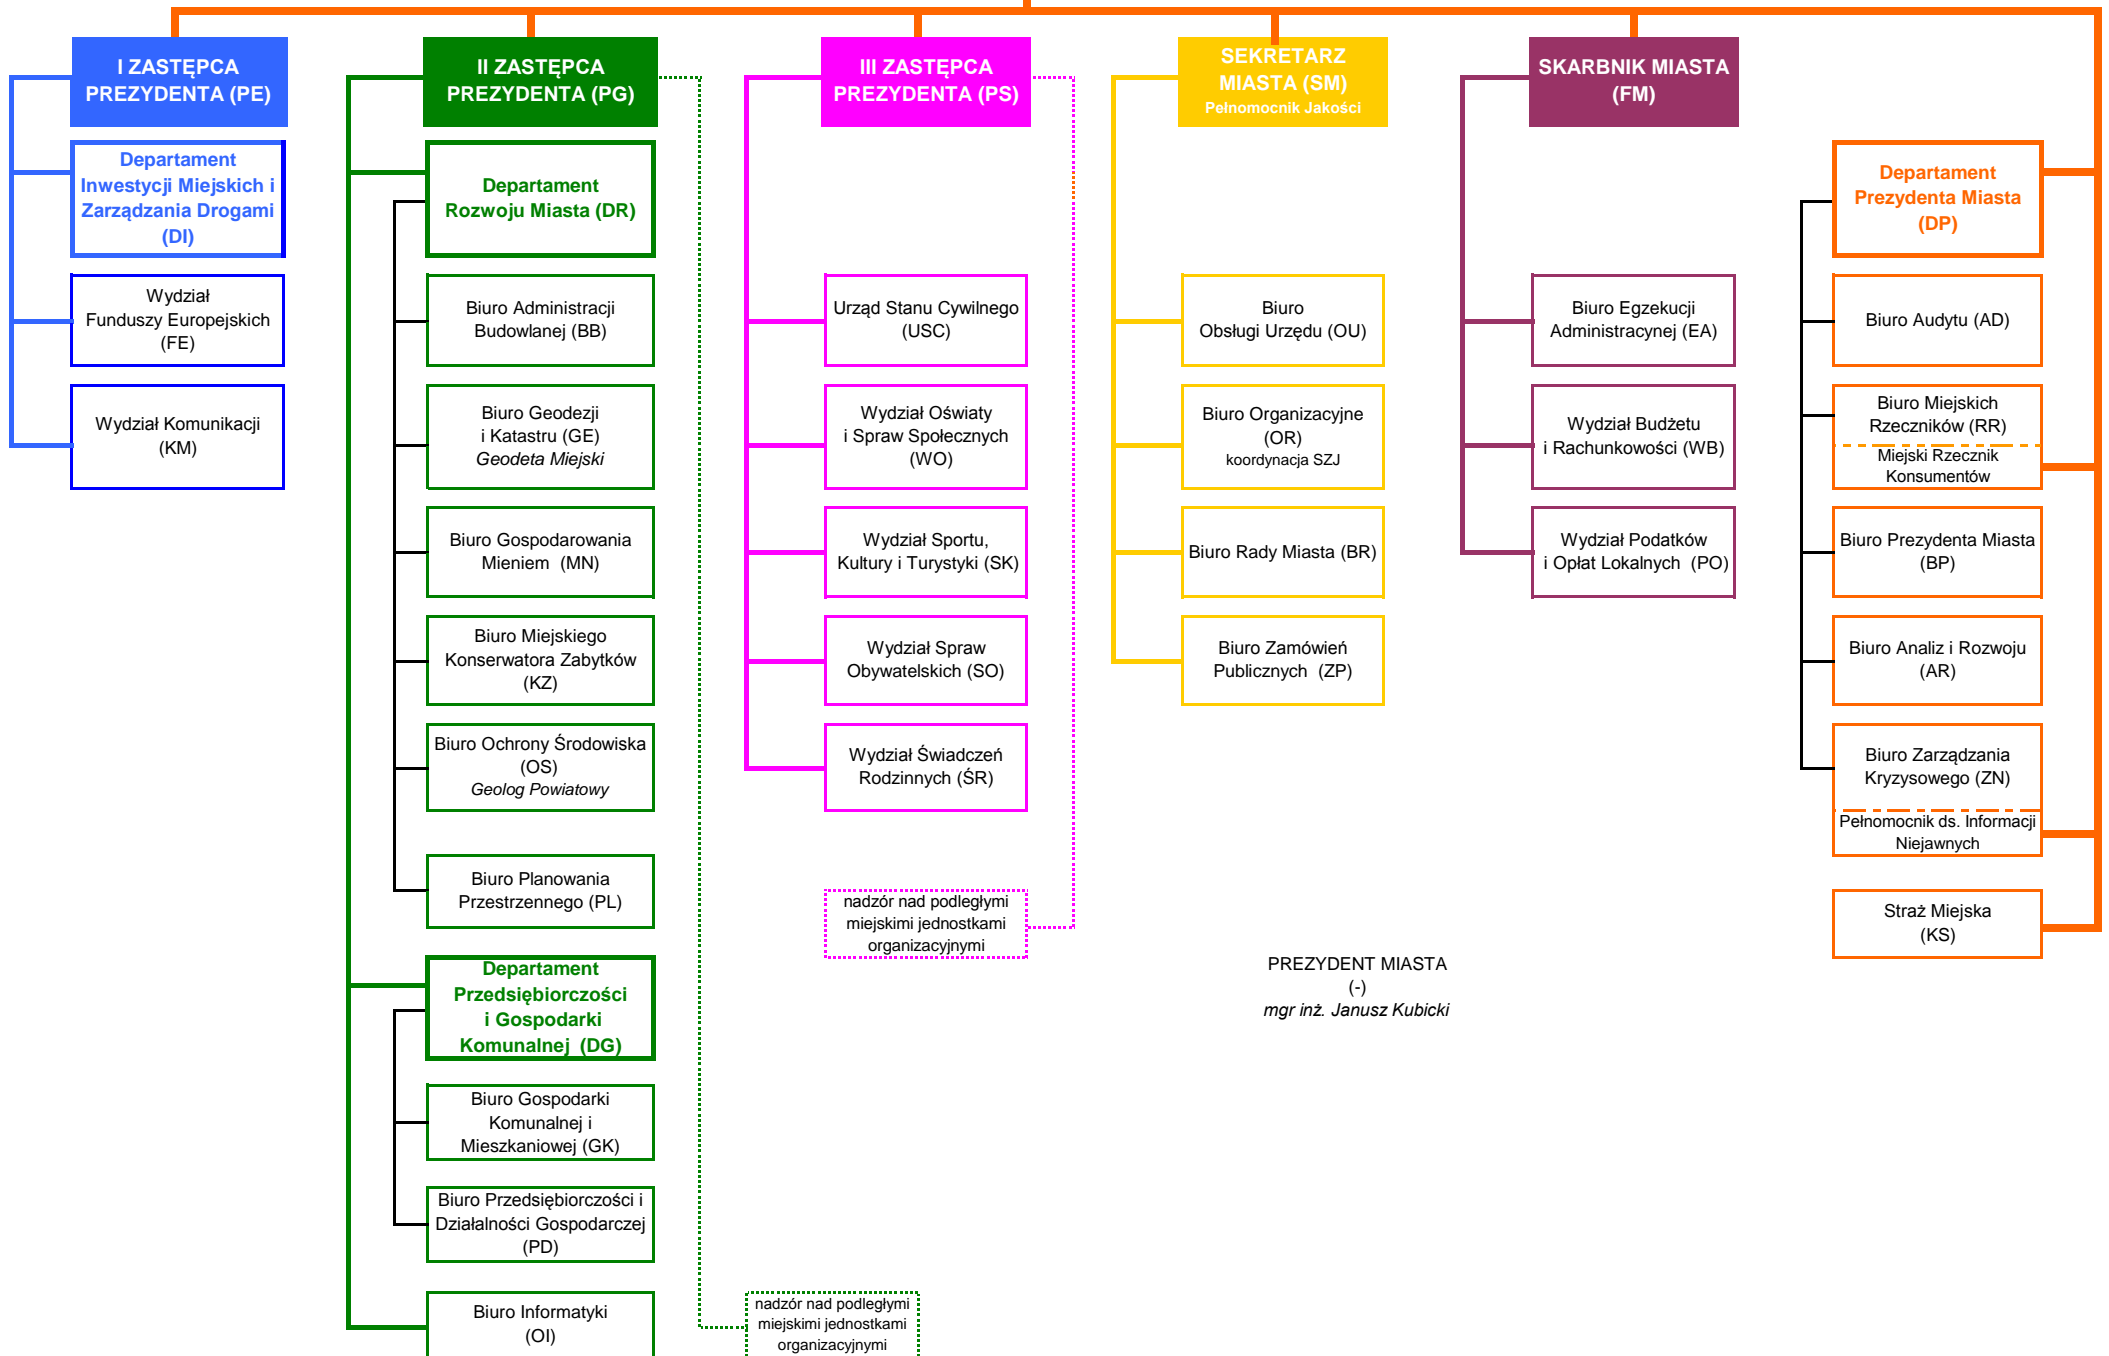 I ZASTĘPCA
PREZYDENTA (PE)
Departament
Inwestycji Miejskich i
Zarządzania Drogami
(DI)
Wydział
Funduszy Europejskich
(FE)
Wydział Komunikacji
(KM)
II ZASTĘPCA
PREZYDENTA (PG)
Departament
Rozwoju Miasta (DR)
Biuro Administracji
Budowlanej (BB)
Biuro Geodezji
i Katastru (GE)
Geodeta Miejski
Biuro Gospodarowania
Mieniem (MN)
Biuro Miejskiego
Konserwatora Zabytków
(KZ)
Biuro Ochrony Środowiska
(OS)
Geolog Powiatowy
Biuro Planowania
Przestrzennego (PL)
Departament
Przedsiębiorczości
i Gospodarki
Komunalnej (DG)
Biuro Gospodarki
Komunalnej i
Mieszkaniowej (GK)
Biuro Przedsiębiorczości i
Działalności Gospodarczej
(PD)
Biuro Informatyki
(OI)
nadzór nad podległymi
miejskimi jednostkami
organizacyjnymi
III ZASTĘPCA
PREZYDENTA (PS)
Urząd Stanu Cywilnego
(USC)
Wydział Oświaty
i Spraw Społecznych
(WO)
Wydział Sportu,
Kultury i Turystyki (SK)
Wydział Spraw
Obywatelskich (SO)
Wydział Świadczeń
Rodzinnych (ŚR)
nadzór nad podległymi
miejskimi jednostkami
organizacyjnymi
SEKRETARZ
MIASTA (SM)
Pełnomocnik Jakości
Biuro
Obsługi Urzędu (OU)
Biuro Organizacyjne
(OR)
koordynacja SZJ
Biuro Rady Miasta (BR)
Biuro Zamówień
Publicznych (ZP)
SKARBNIK MIASTA
(FM)
Biuro Egzekucji
Administracynej (EA)
Wydział Budżetu
i Rachunkowości (WB)
Wydział Podatków
i Opłat Lokalnych (PO)
Departament
Prezydenta Miasta
(DP)
Biuro Audytu (AD)
Biuro Miejskich
Rzeczników (RR)
Miejski Rzecznik
Konsumentów
Biuro Prezydenta Miasta
(BP)
Biuro Analiz i Rozwoju
(AR)
Biuro Zarządzania
Kryzysowego (ZN)
Pełnomocnik ds. Informacji
Niejawnych
Straż Miejska
(KS)
PREZYDENT MIASTA
(-)
mgr inż. Janusz Kubicki